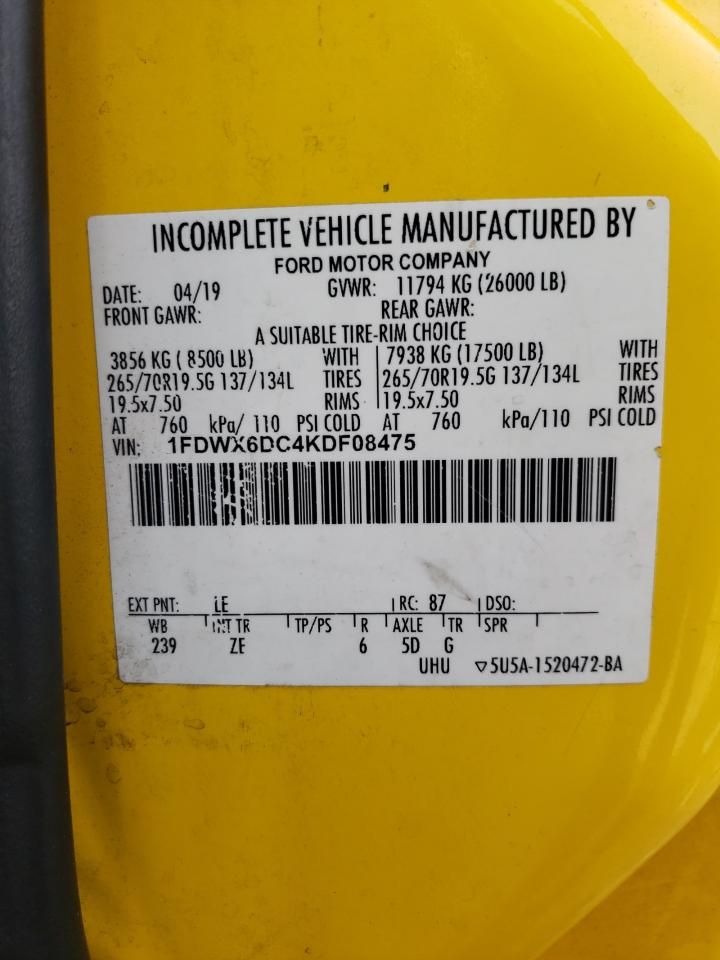 INCOMPLETE VEHICLE MANUFACTURED BY
FORD MOTOR COMPANY
DATE: 04/19 GVWR: 11794 KG (26000 LB)
FRONT GAWR: REAR GAWR:
A SUITABLE TIRE-RIM CHOICE
3856 KG ( 8500 LB) WITH 7938 KG (17500 LB) WITH
265/70R19.5G 137/134L TIRES 265/70R19.5G 137/134L TIRES
19.5x7.50 RIMS 19.5x7.50 RIMS
AT 760 kPa/ 110 PSI COLD AT 760 kPa/110 PSI COLD
VIN: 1FDWX6DC4KDF08475
EXT PNT: LE RC: 87 DSO:
WB INT TR TP/PS R AXLE TR SPR
239 ZE 6 5D G
UHU ▽5U5A-1520472-BA